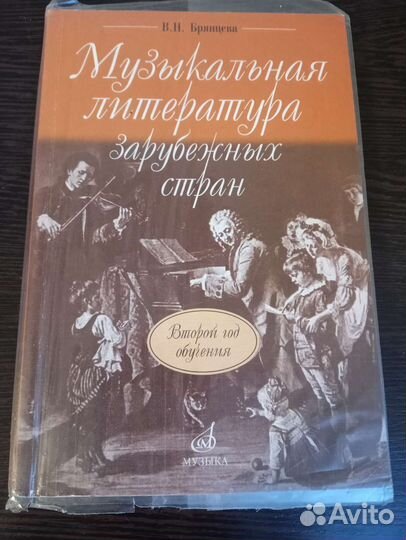 В.Н. Брянцева
Музыкальная
литература
зарубежных
стран
Второй год
обучения
МУЗЫКА
Avito